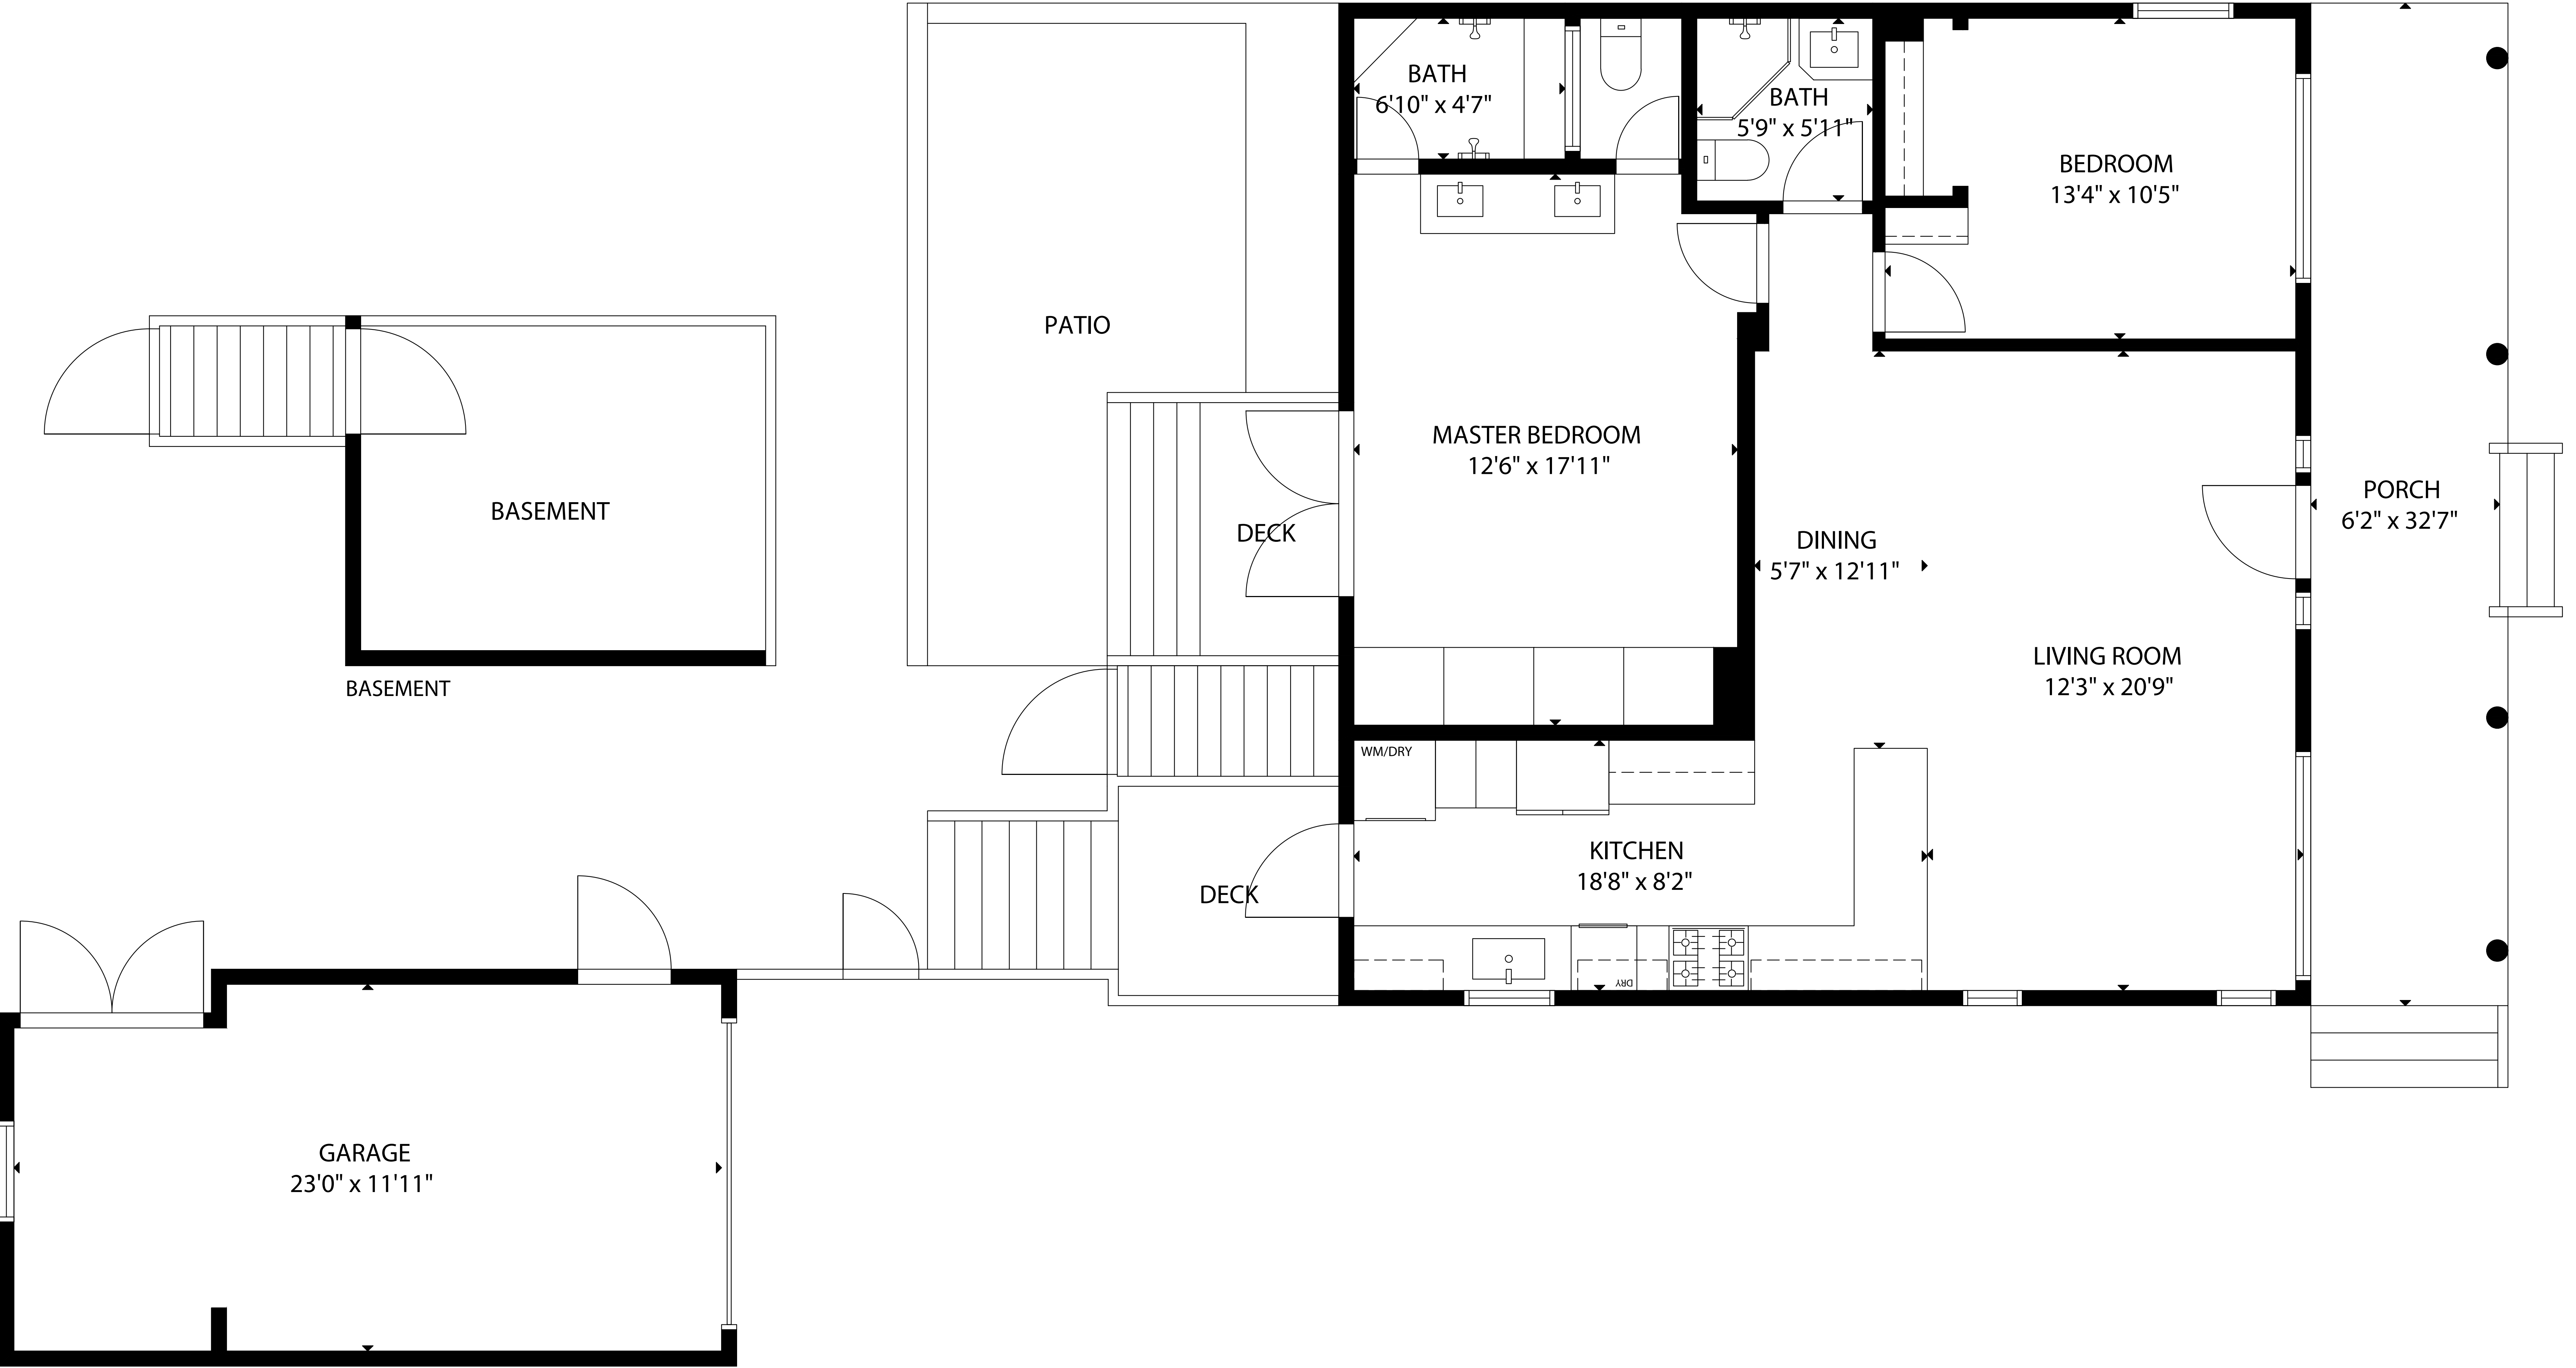 BATH
6'10" x 4'7"
BATH
5'9" x 5'11"
BEDROOM
13'4" x 10'5"
PATIO
MASTER BEDROOM
12'6" x 17'11"
BASEMENT
DECK
DINING
5'7" x 12'11"
PORCH
6'2" x 32'7"
LIVING ROOM
12'3" x 20'9"
BASEMENT
WM/DRY
KITCHEN
18'8" x 8'2"
DECK
DRY
GARAGE
23'0" x 11'11"